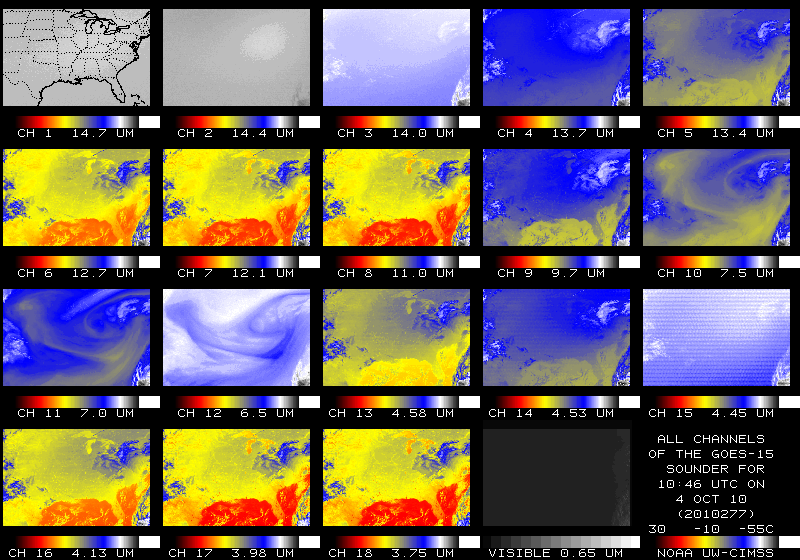 CH 1 14.7 UM
CH 2 14.4 UM
CH 3 14.0 UM
CH 4 13.7 UM
CH 5 13.4 UM
CH 6 12.7 UM
CH 7 12.1 UM
CH 8 11.0 UM
CH 9 9.7 UM
CH 10 7.5 UM
CH 11 7.0 UM
CH 12 6.5 UM
CH 13 4.58 UM
CH 14 4.53 UM
CH 15 4.45 UM
ALL CHANNELS
OF THE GOES-15
SOUNDER FOR
10:46 UTC ON
4 OCT 10
(2010277)
30 -10 -55C
CH 16 4.13 UM
CH 17 3.98 UM
CH 18 3.75 UM
VISIBLE 0.65 UM
NOAA UW-CIMSS